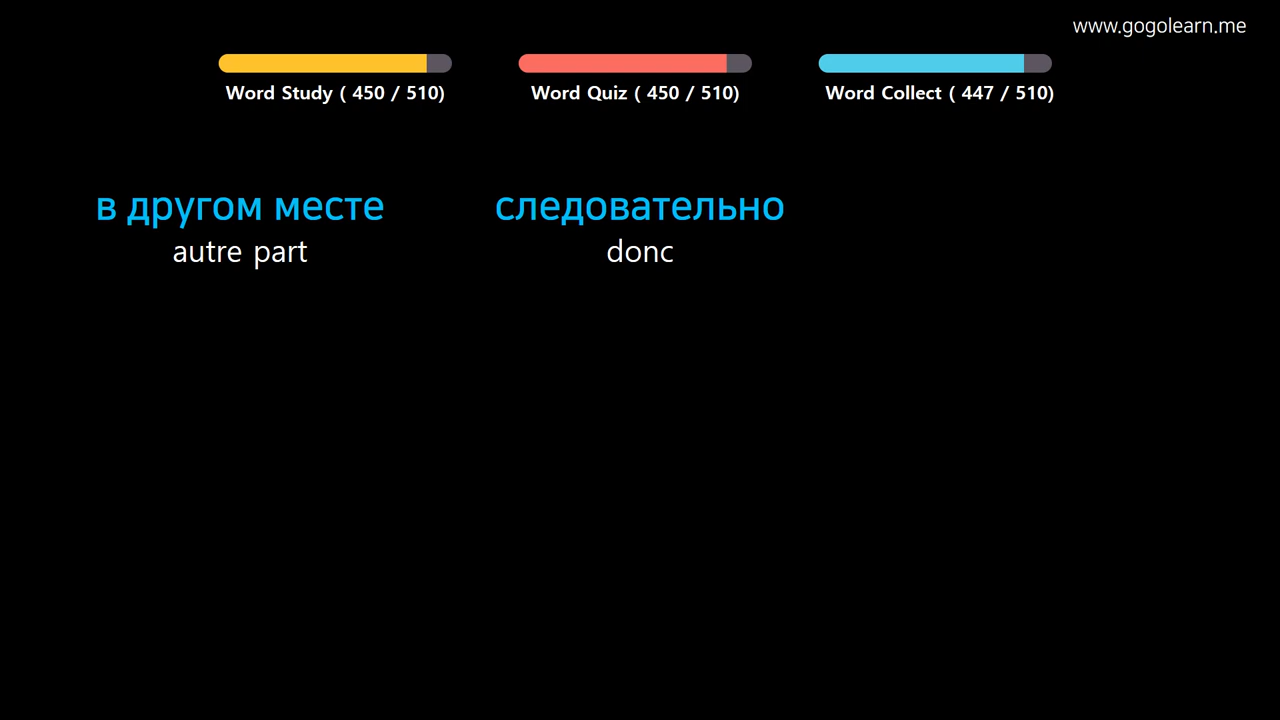 www.gogolearn.me
Word Study ( 450 / 510)
Word Quiz ( 450 / 510)
Word Collect ( 447 / 510)
в другом месте
autre part
следовательно
donc